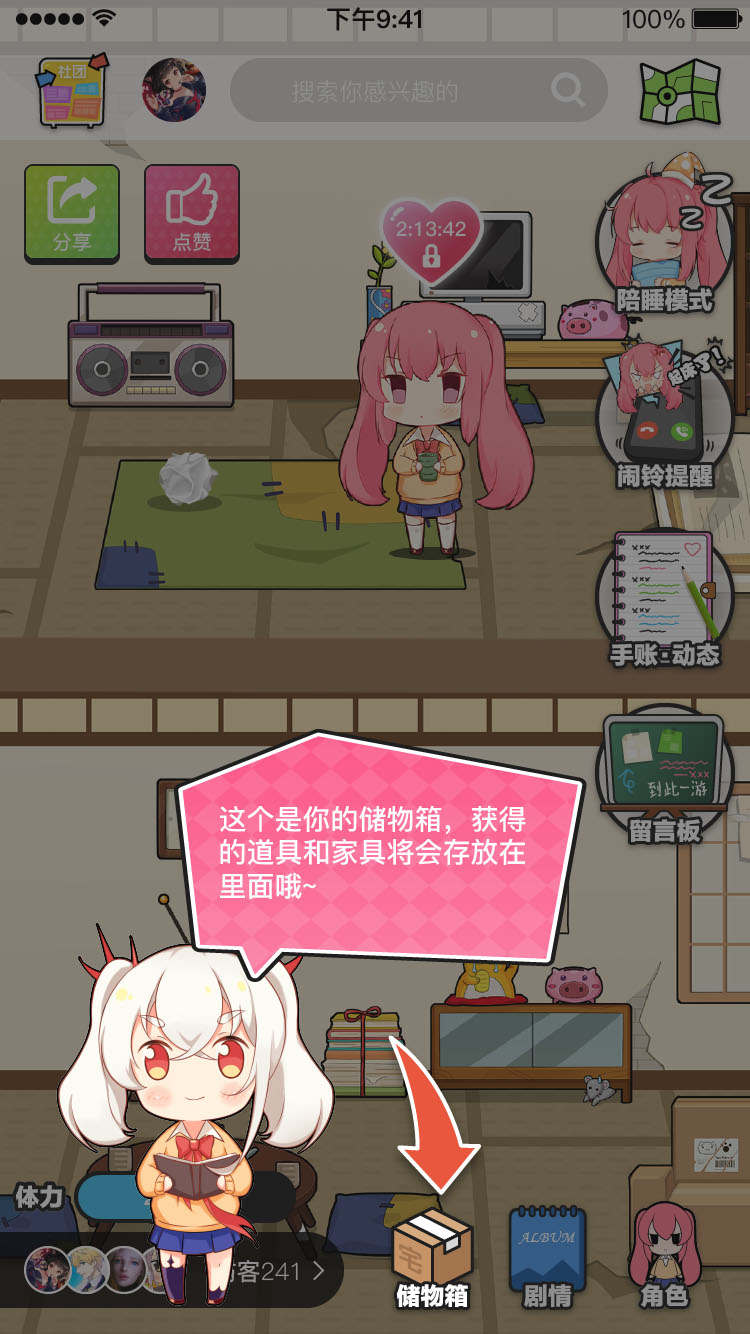 下午9:41
100%
社团
搜索你感兴趣的
分享
点赞
2:13:42
z
z
陪睡模式
起床了!
闹铃提醒
手账·动态
到此一游
留言板
这个是你的储物箱，获得
的道具和家具将会存放在
里面哦~
体力
访客241
宅
储物箱
ALBUM
剧情
角色